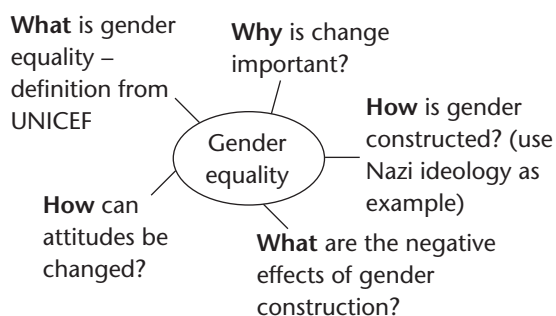 What is gender
equality –
definition from
UNICEF
Why is change
important?
How is gender
constructed? (use
Nazi ideology as
example)
What are the negative
effects of gender
construction?
How can
attitudes be
changed?
Gender
equality